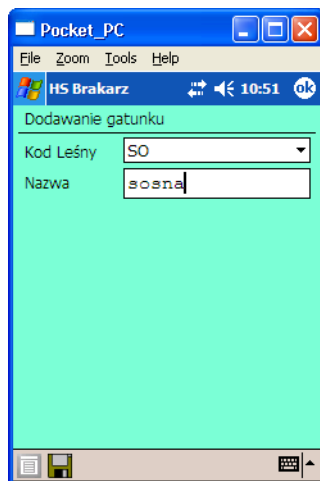 Pocket_PC
File Zoom Tools Help
HS Brakarz 10:51 ok
Dodawanie gatunku
Kod Leśny SO
Nazwa sosna